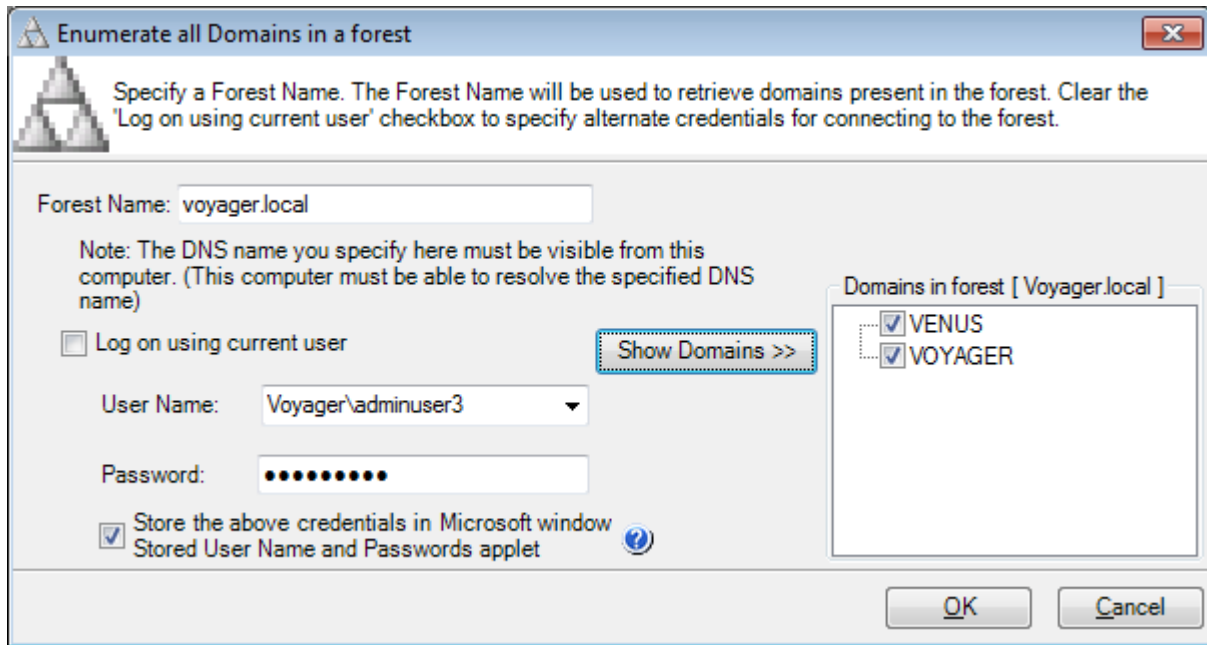 Enumerate all Domains in a forest
Specify a Forest Name. The Forest Name will be used to retrieve domains present in the forest. Clear the
'Log on using current user' checkbox to specify alternate credentials for connecting to the forest.
Forest Name: voyager.local
Note: The DNS name you specify here must be visible from this
computer. (This computer must be able to resolve the specified DNS
name)
Log on using current user
Show Domains >>
User Name: Voyager\adminuser3
Password: •••••••••
Store the above credentials in Microsoft window
Stored User Name and Passwords applet
Domains in forest [ Voyager.local ]
VENUS
VOYAGER
OK
Cancel